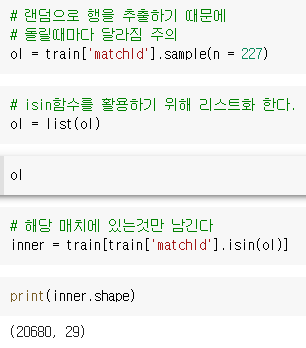 # 랜덤으로 행을 추출하기 때문에
# 돌릴때마다 달라짐 주의
ol = train['matchId'].sample(n = 227)
# isin함수를 활용하기 위해 리스트화 한다.
ol = list(ol)
ol
# 해당 매치에 있는것만 남긴다
inner = train[train['matchId'].isin(ol)]
print(inner.shape)
(20680, 29)